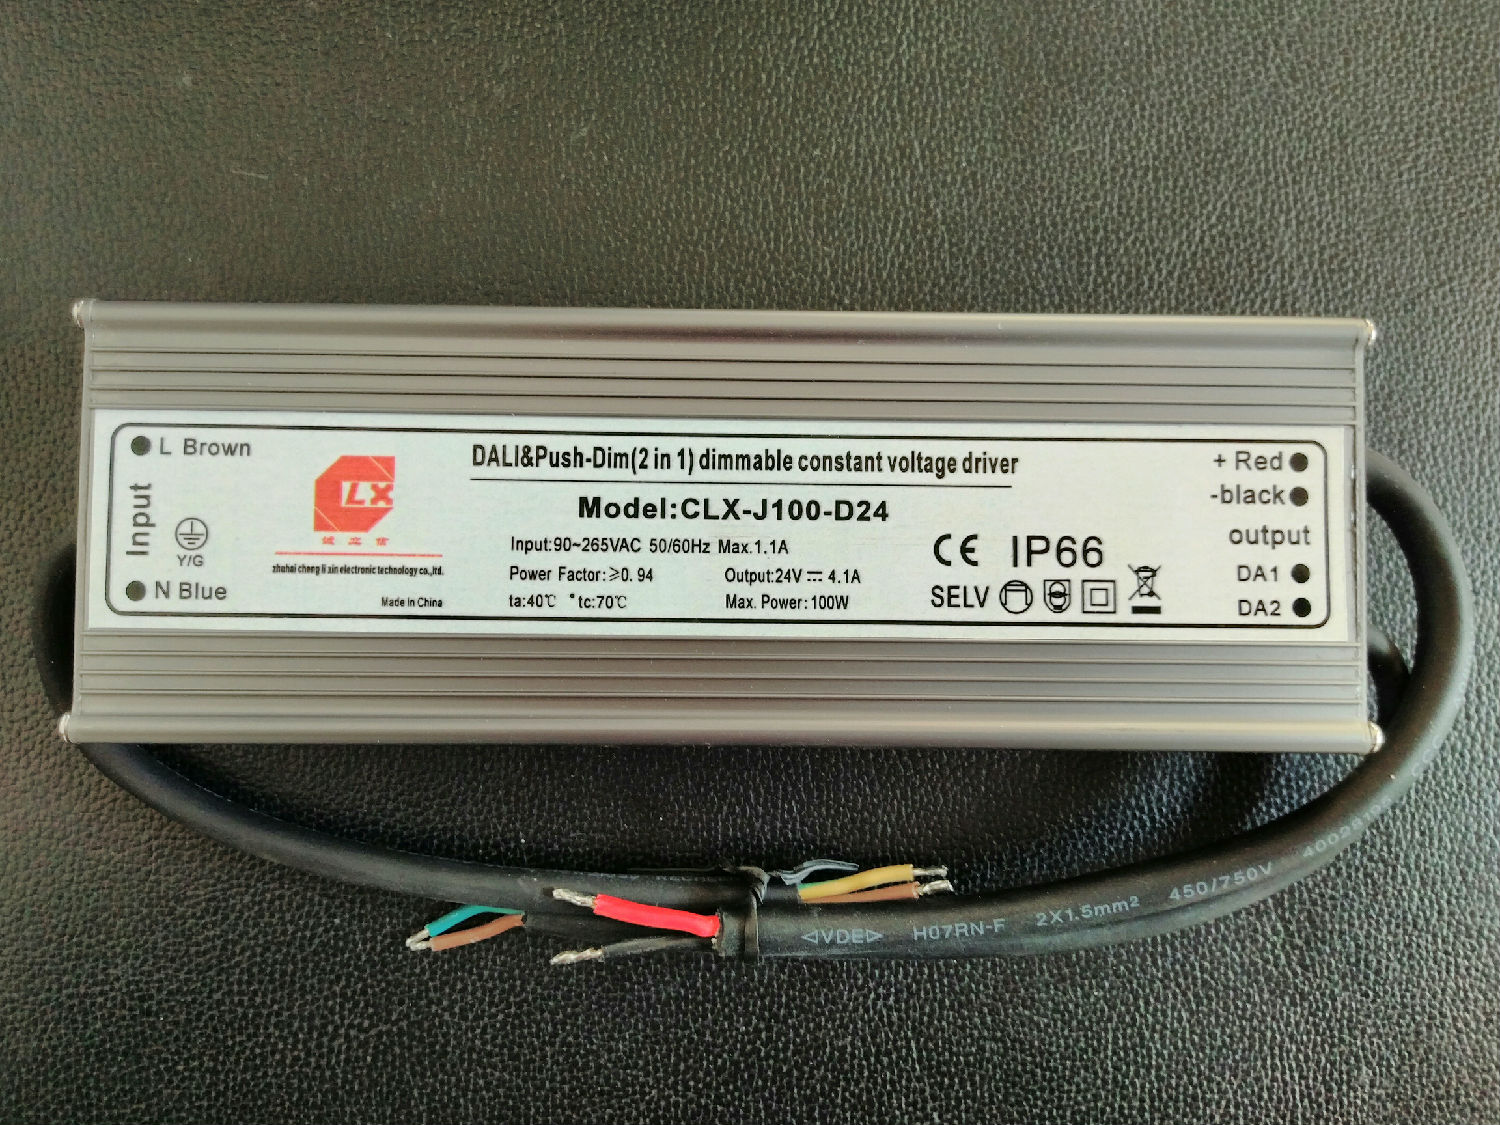 L Brown
Input
Y/G
N Blue
LX
诚立信
zhuhai cheng li xin electronic technology co.,ltd.
Made in China
DALI&Push-Dim(2 in 1) dimmable constant voltage driver
Model:CLX-J100-D24
Input:90~265VAC 50/60Hz Max.1.1A
Power Factor:≥0.94 Output:24V⎓4.1A
ta:40℃ •tc:70℃ Max. Power:100W
CE IP66
SELV
+ Red
-black
output
DA1
DA2
◁VDE▷ H07RN-F 2X1.5mm² 450/750V